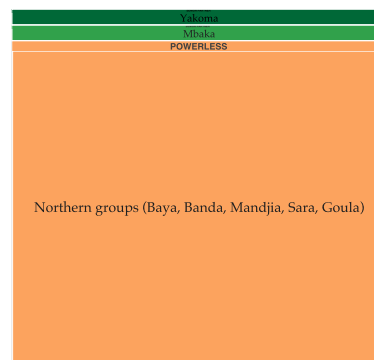 Yakoma
Mbaka
POWERLESS
Northern groups (Baya, Banda, Mandjia, Sara, Goula)